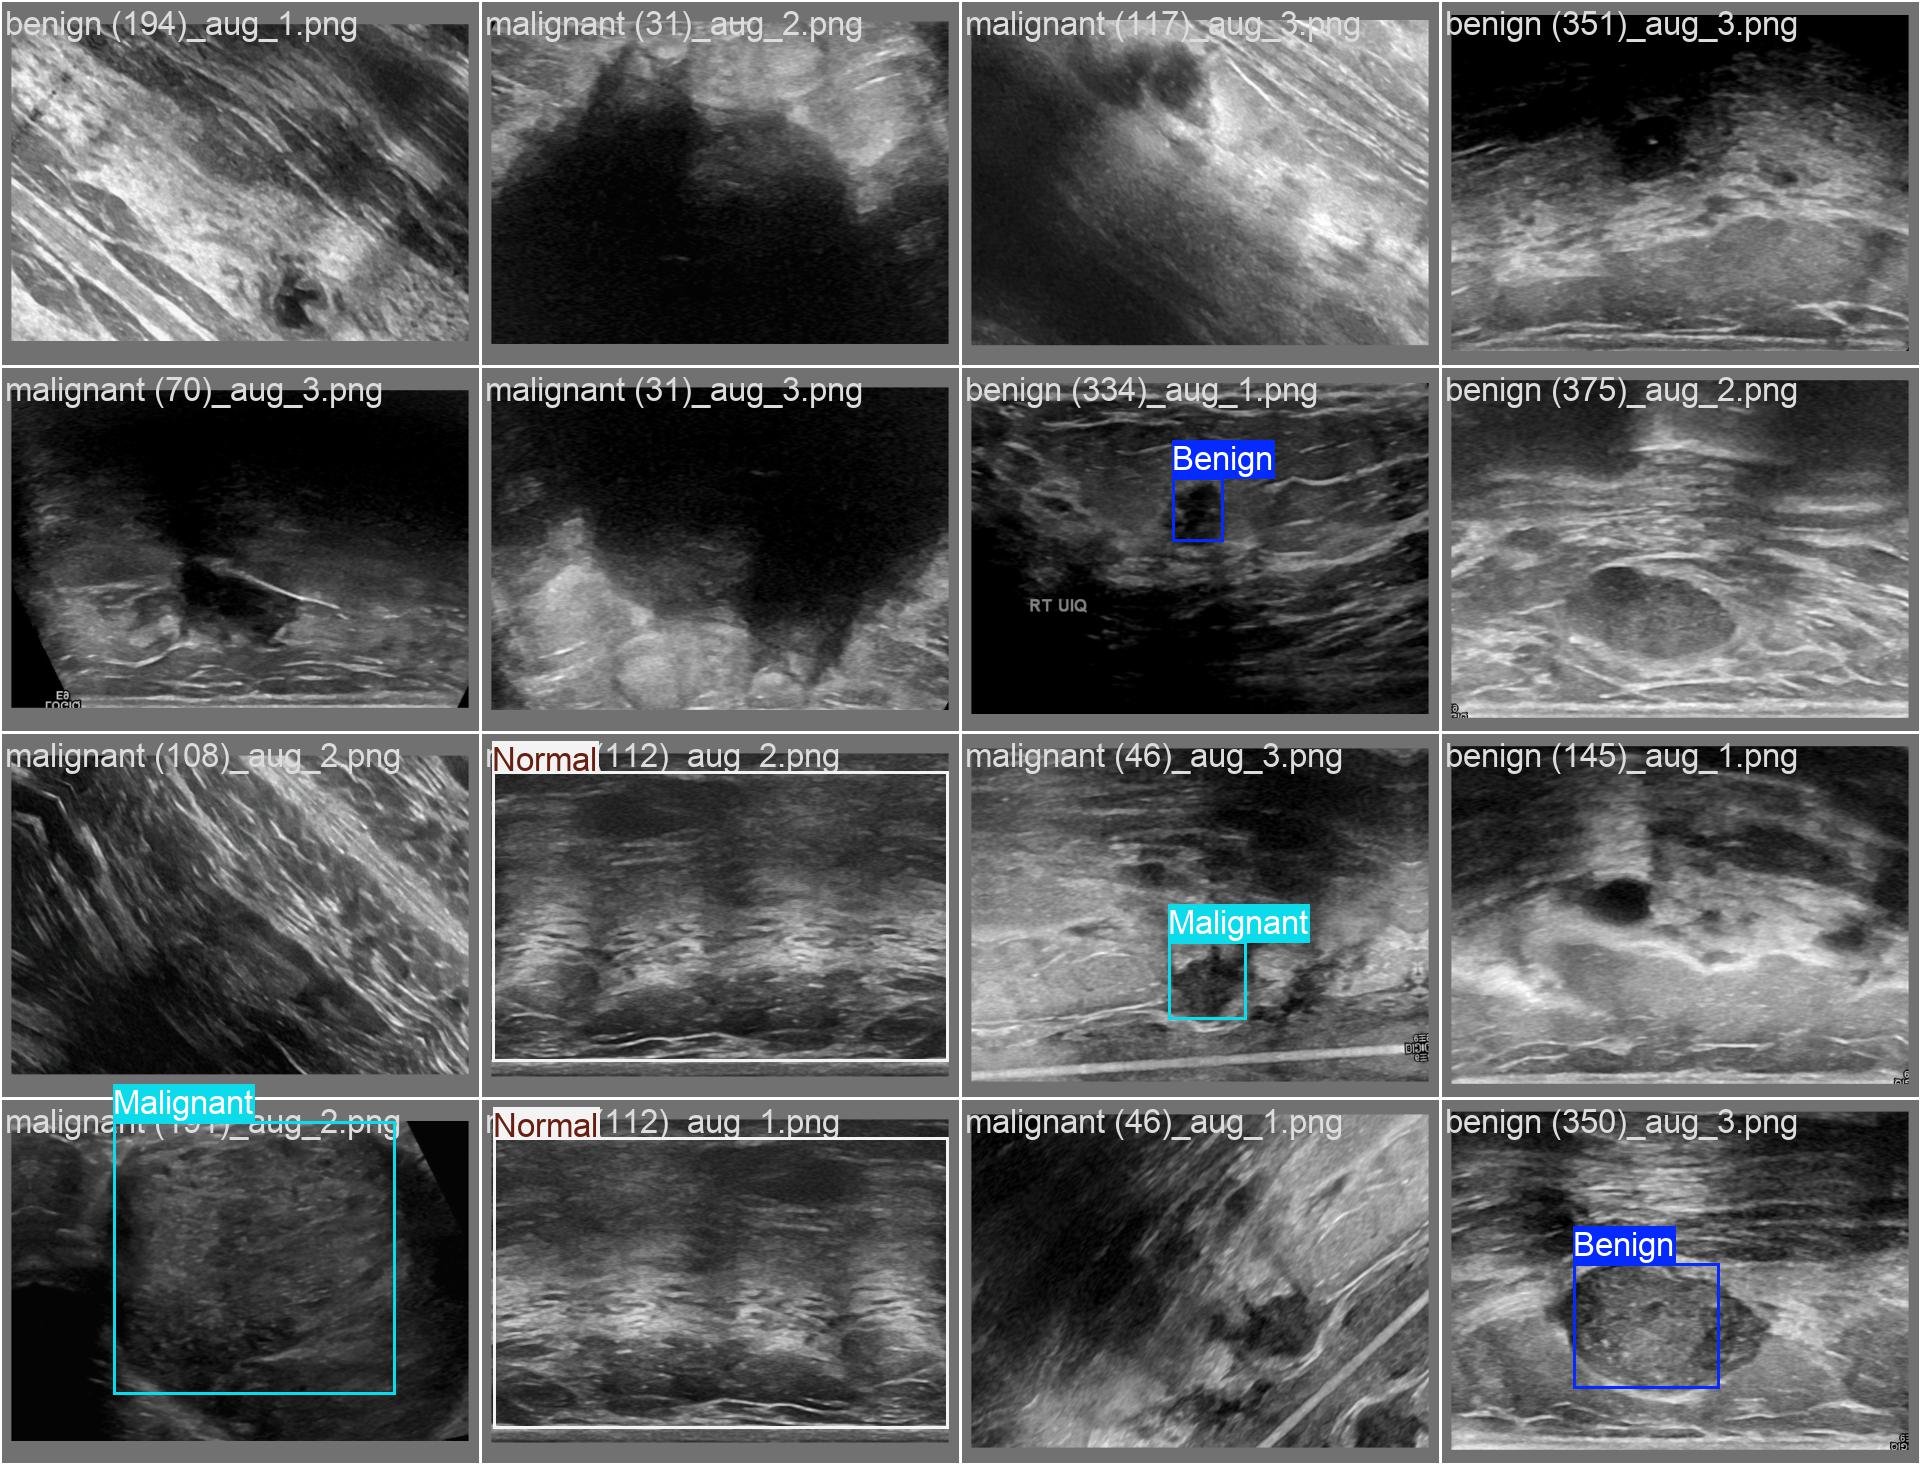 benign (194)_aug_1.png
malignant (31)_aug_2.png
malignant (117)_aug_3.png
benign (351)_aug_3.png
malignant (70)_aug_3.png
malignant (31)_aug_3.png
benign (334)_aug_1.png
benign (375)_aug_2.png
Benign
RT UIQ
malignant (108)_aug_2.png
Normal
(112)_aug_2.png
malignant (46)_aug_3.png
benign (145)_aug_1.png
Malignant
Malignant
malignant (191)_aug_2.png
Normal
(112)_aug_1.png
malignant (46)_aug_1.png
benign (350)_aug_3.png
Benign